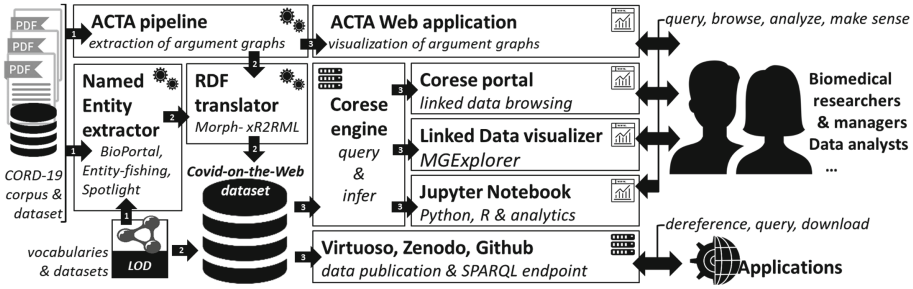 PDF
PDF
PDF
CORD-19
corpus &
dataset
1
1
ACTA pipeline
extraction of argument graphs
2
3
ACTA Web application
visualization of argument graphs
Named
Entity
extractor
BioPortal,
Entity-fishing,
Spotlight
2
RDF
translator
Morph- xR2RML
2
Covid-on-the-Web
dataset
1
vocabularies
& datasets
LOD
2
3
3
Corese
engine
query
&
infer
3
3
3
Corese portal
linked data browsing
Linked Data visualizer
MGExplorer
Jupyter Notebook
Python, R & analytics
Virtuoso, Zenodo, Github
data publication & SPARQL endpoint
query, browse, analyze, make sense
Biomedical
researchers
& managers
Data analysts
...
dereference, query, download
Applications